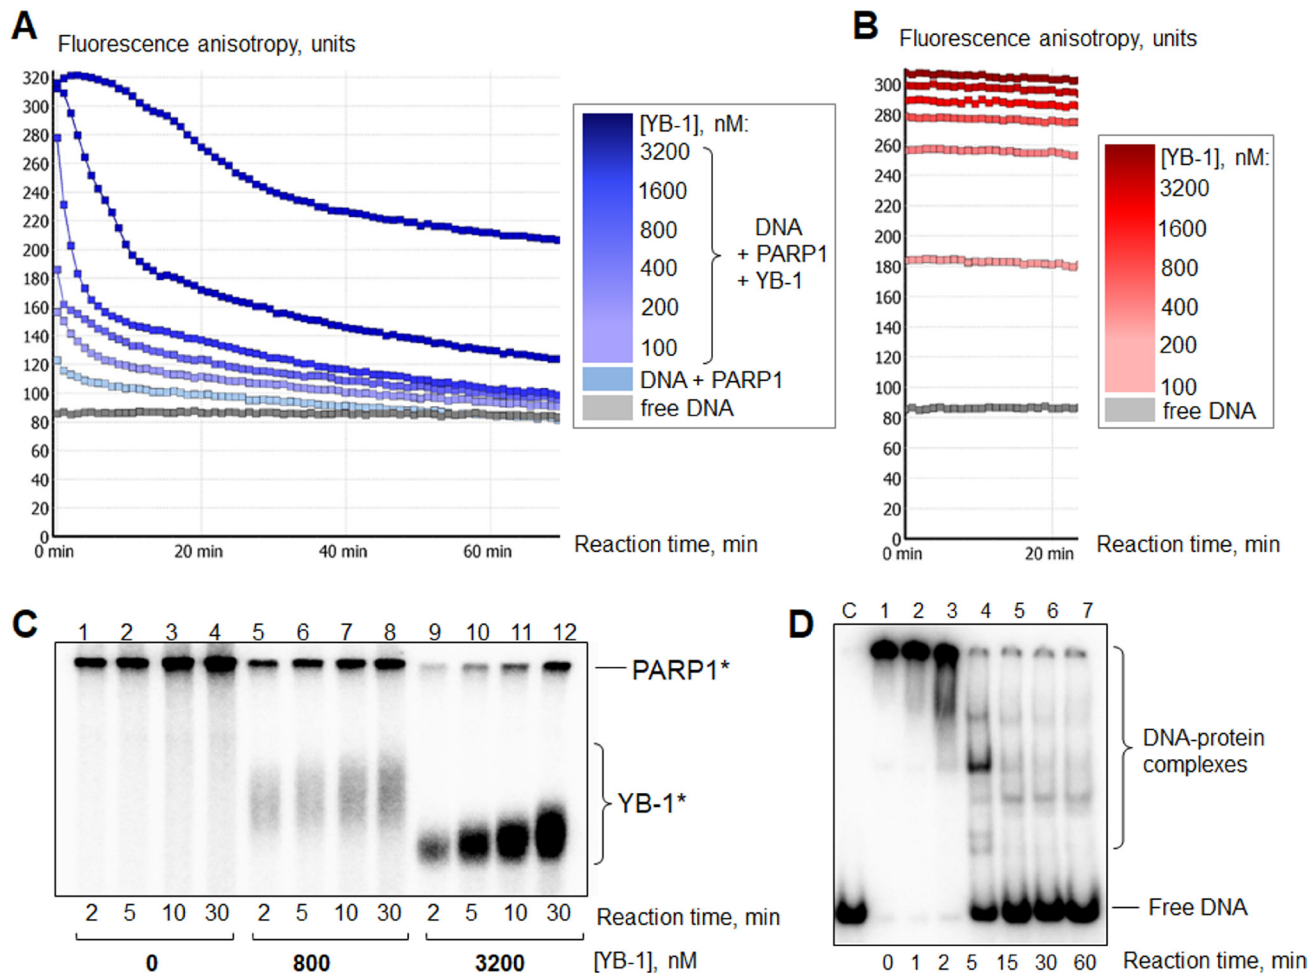 A
Fluorescence anisotropy, units
320
300
280
260
240
220
200
180
160
140
120
100
80
60
40
20
0
0 min
20 min
40 min
60 min
Reaction time, min
[YB-1], nM:
3200
1600
800
400
200
100
DNA
+ PARP1
+ YB-1
DNA + PARP1
free DNA
B
Fluorescence anisotropy, units
300
280
260
240
220
200
180
160
140
120
100
80
60
40
20
0
0 min
20 min
Reaction time, min
[YB-1], nM:
3200
1600
800
400
200
100
free DNA
C
1 2 3 4 5 6 7 8 9 10 11 12
PARP1*
YB-1*
2 5 10 30 2 5 10 30 2 5 10 30 Reaction time, min
0 800 3200 [YB-1], nM
D
C 1 2 3 4 5 6 7
DNA-protein
complexes
Free DNA
0 1 2 5 15 30 60 Reaction time, min